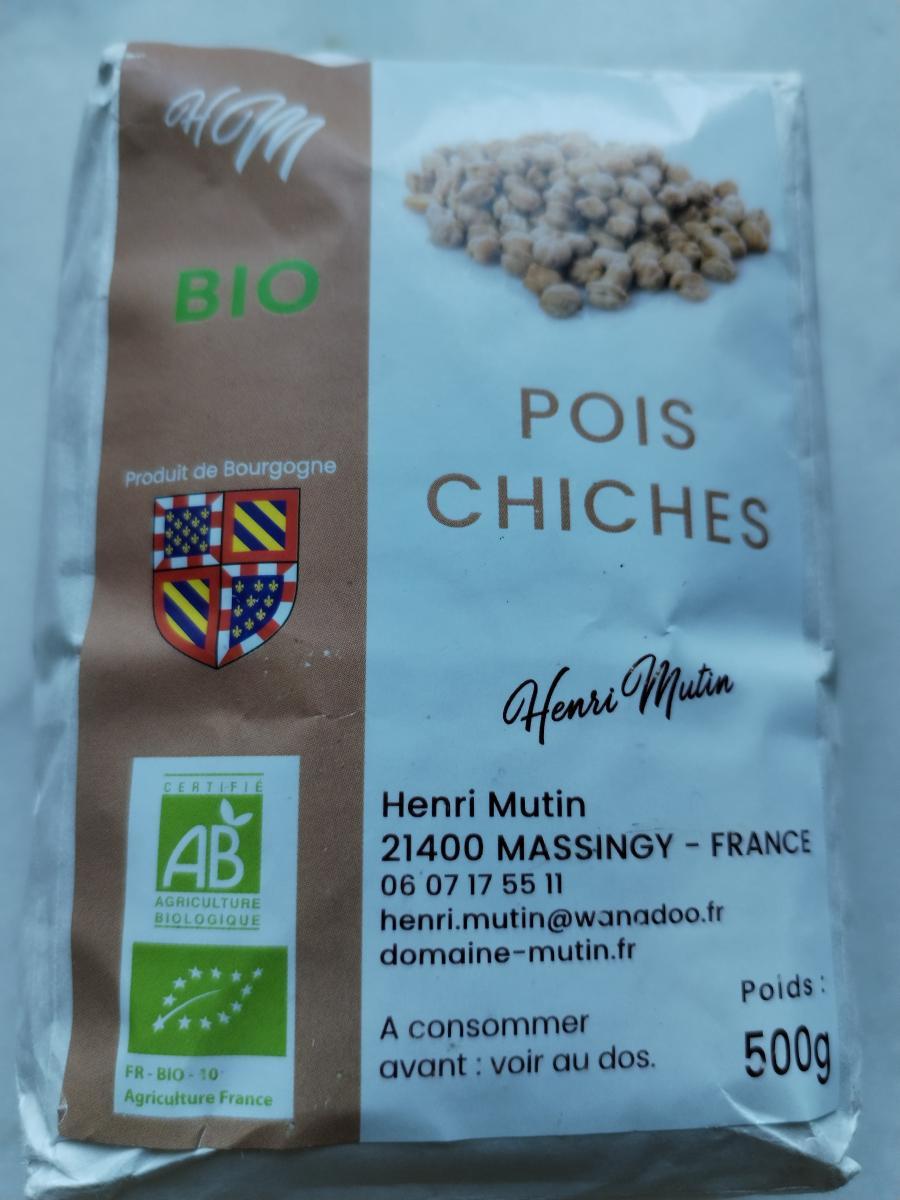 HM
BIO
Produit de Bourgogne
CERTIFIÉ
AB
AGRICULTURE
BIOLOGIQUE
FR-BIO-10
Agriculture France
POIS
CHICHES
Henri Mutin
Henri Mutin
21400 MASSINGY - FRANCE
06 07 17 55 11
henri.mutin@wanadoo.fr
domaine-mutin.fr
A consommer
avant : voir au dos.
Poids :
500g